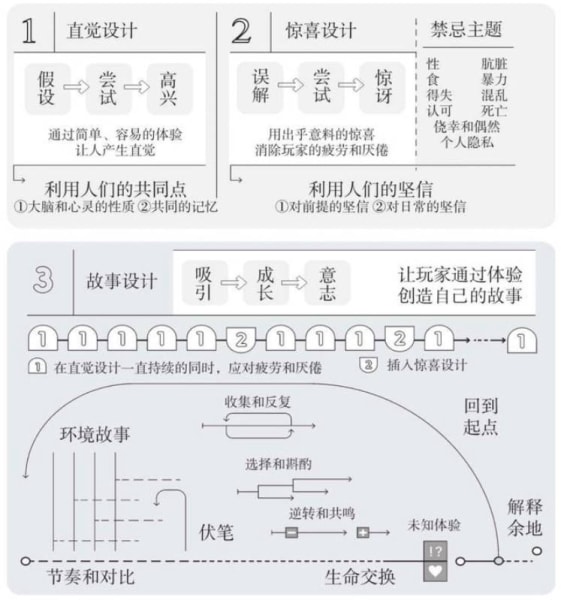 1 直觉设计
假设 尝试 高兴
通过简单、容易的体验
让人产生直觉
利用人们的共同点
①大脑和心灵的性质 ②共同的记忆
2 惊喜设计
误解 尝试 惊讶
用出乎意料的惊喜
消除玩家的疲劳和厌倦
利用人们的坚信
①对前提的坚信 ②对日常的坚信
禁忌主题
性 肮脏
食 暴力
得失 混乱
认可 死亡
侥幸和偶然
个人隐私
3 故事设计
吸引 成长 意志
让玩家通过体验
创造自己的故事
1 1 1 1 1 2 1 1 1 2 1 1
1 在直觉设计一直持续的同时，应对疲劳和厌倦
2 插入惊喜设计
收集和反复
回到
起点
环境故事
选择和斟酌
逆转和共鸣
解释
余地
伏笔
未知体验
!?
节奏和对比
生命交换